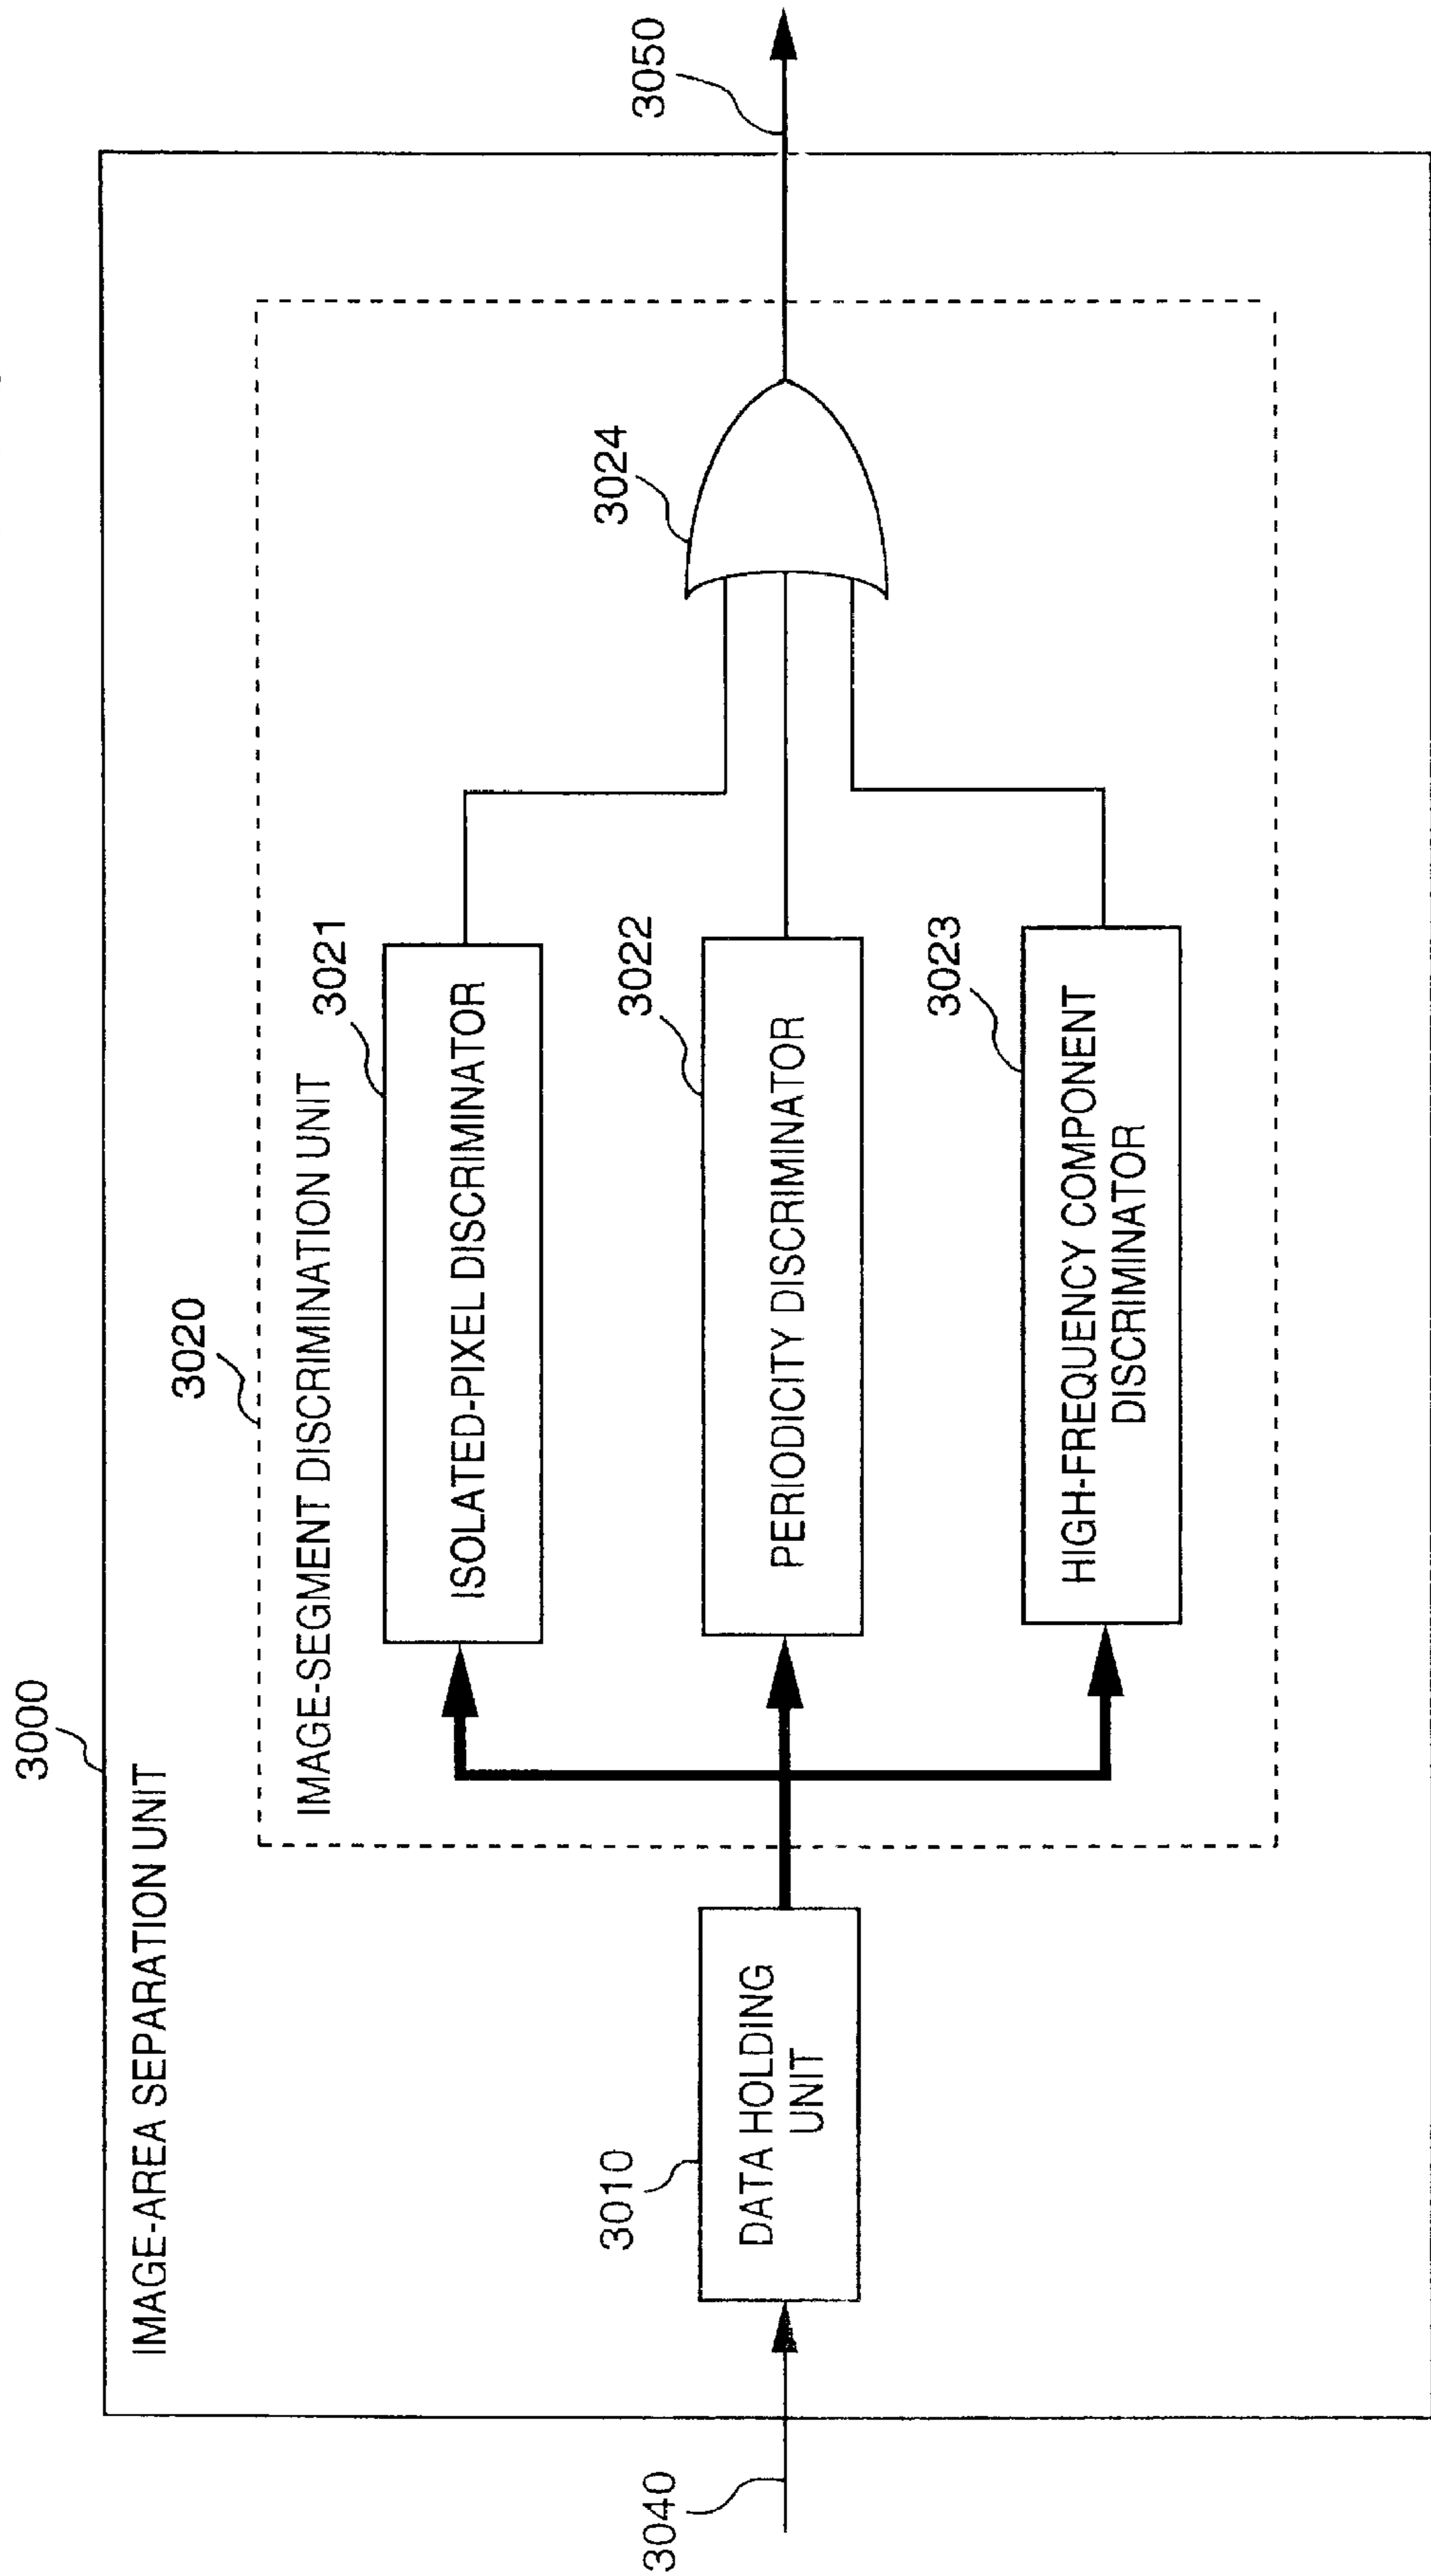 3000
IMAGE-AREA SEPARATION UNIT
3020
IMAGE-SEGMENT DISCRIMINATION UNIT
3021
ISOLATED-PIXEL DISCRIMINATOR
3022
PERIODICITY DISCRIMINATOR
3023
HIGH-FREQUENCY COMPONENT
DISCRIMINATOR
3010
DATA HOLDING
UNIT
3024
3040
3050